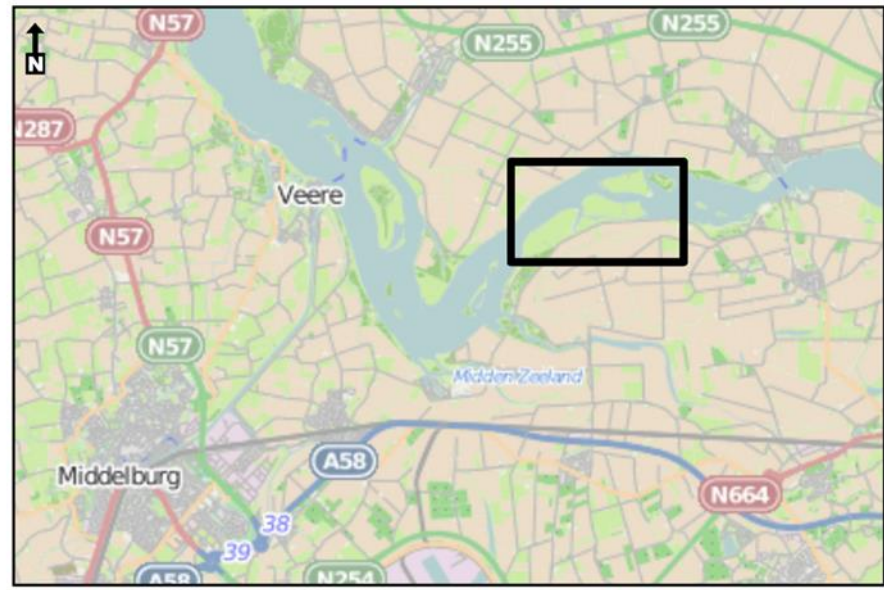 N57
N255
N255
N
N287
Veere
N57
N57
Midden Zeeland
A58
Middelburg
N664
38
39
A58
N254